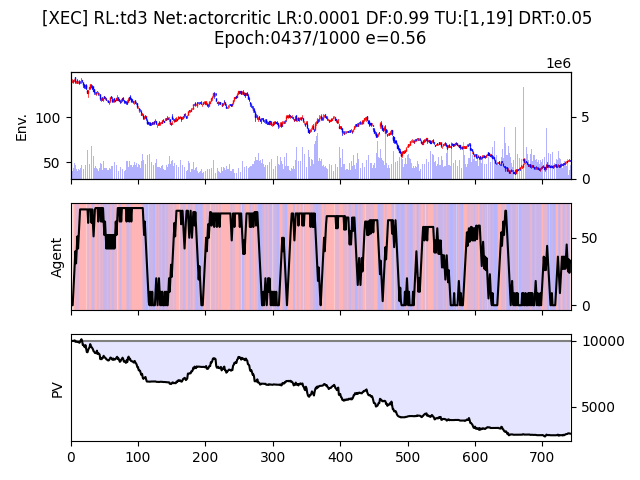 [XEC] RL:td3 Net:actorcritic LR:0.0001 DF:0.99 TU:[1,19] DRT:0.05
Epoch:0437/1000 e=0.56
1e6
Env.
100
50
5
0
Agent
50
0
PV
10000
5000
0 100 200 300 400 500 600 700